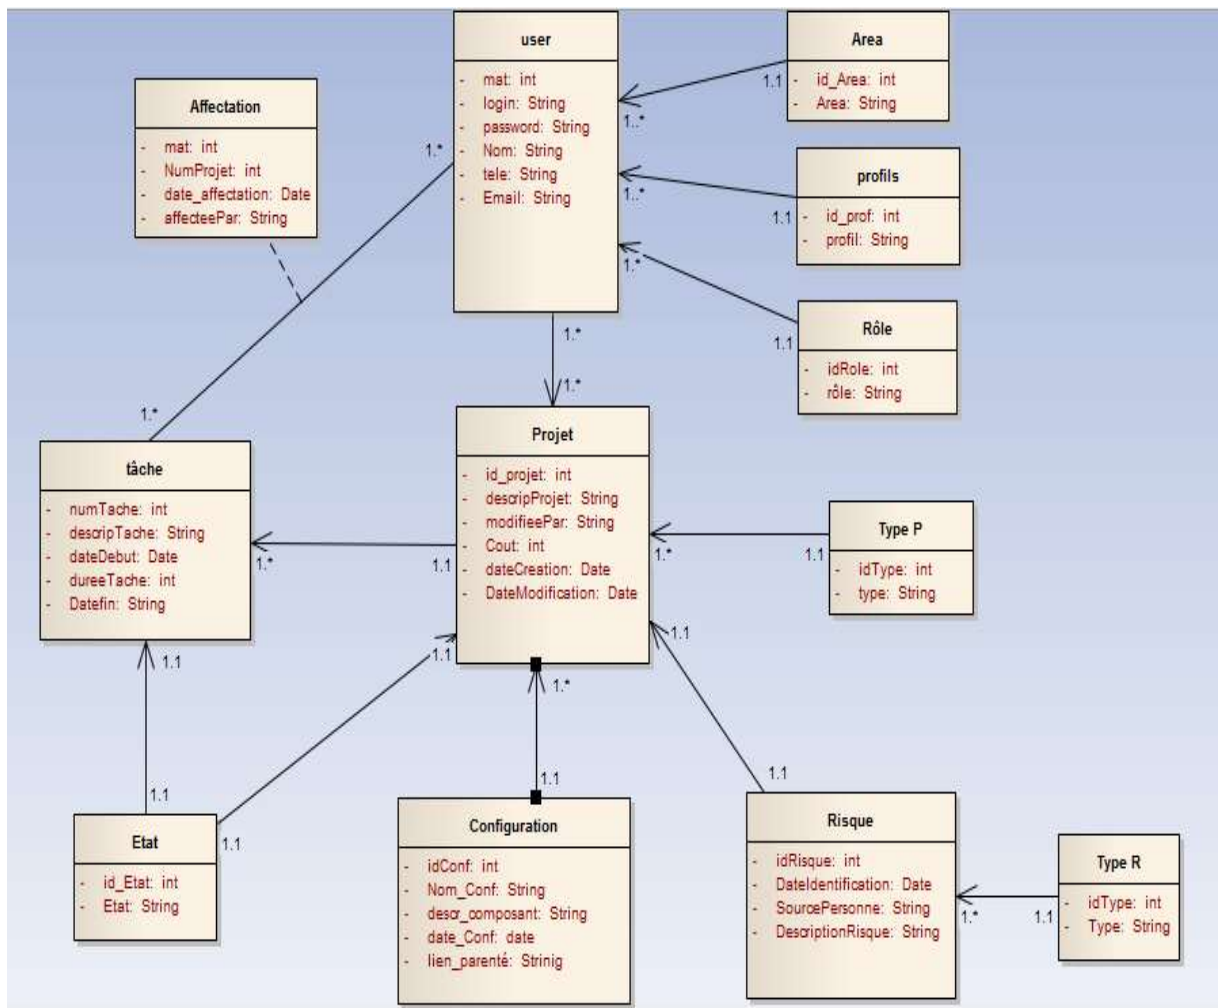 user
- mat: int
- login: String
- password: String
- Nom: String
- tele: String
- Email: String
Area
- id_Area: int
- Area: String
1.1
1..*
Affectation
- mat: int
- NumProjet: int
- date_affectation: Date
- affecteePar: String
1.*
profils
- id_prof: int
- profil: String
1..*
1.1
Rôle
- idRole: int
- rôle: String
1..*
1.1
1.*
1.*
1.*
tâche
- numTache: int
- descripTache: String
- dateDebut: Date
- dureeTache: int
- Datefin: String
Projet
- id_projet: int
- descripProjet: String
- modifieePar: String
- Cout: int
- dateCreation: Date
- DateModification: Date
Type P
- idType: int
- type: String
1.*
1.1
1.*
1.1
1.1
1.1
1.*
1.1
1.1
1.1
1.1
1.1
Etat
- id_Etat: int
- Etat: String
Configuration
- idConf: int
- Nom_Conf: String
- descr_composant: String
- date_Conf: date
- lien_parenté: Strinig
Risque
- idRisque: int
- DateIdentification: Date
- SourcePersonne: String
- DescriptionRisque: String
Type R
- idType: int
- Type: String
1.*
1.1